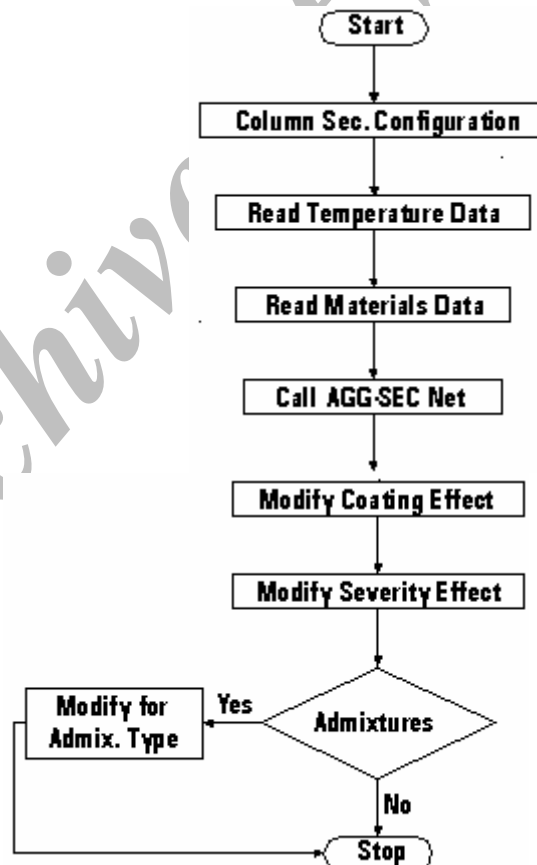 Start
Column Sec. Configuration
Read Temperature Data
Read Materials Data
Call AGG-SEC Net
Modify Coating Effect
Modify Severity Effect
Modify for
Admix. Type
Yes
Admixtures
No
Stop